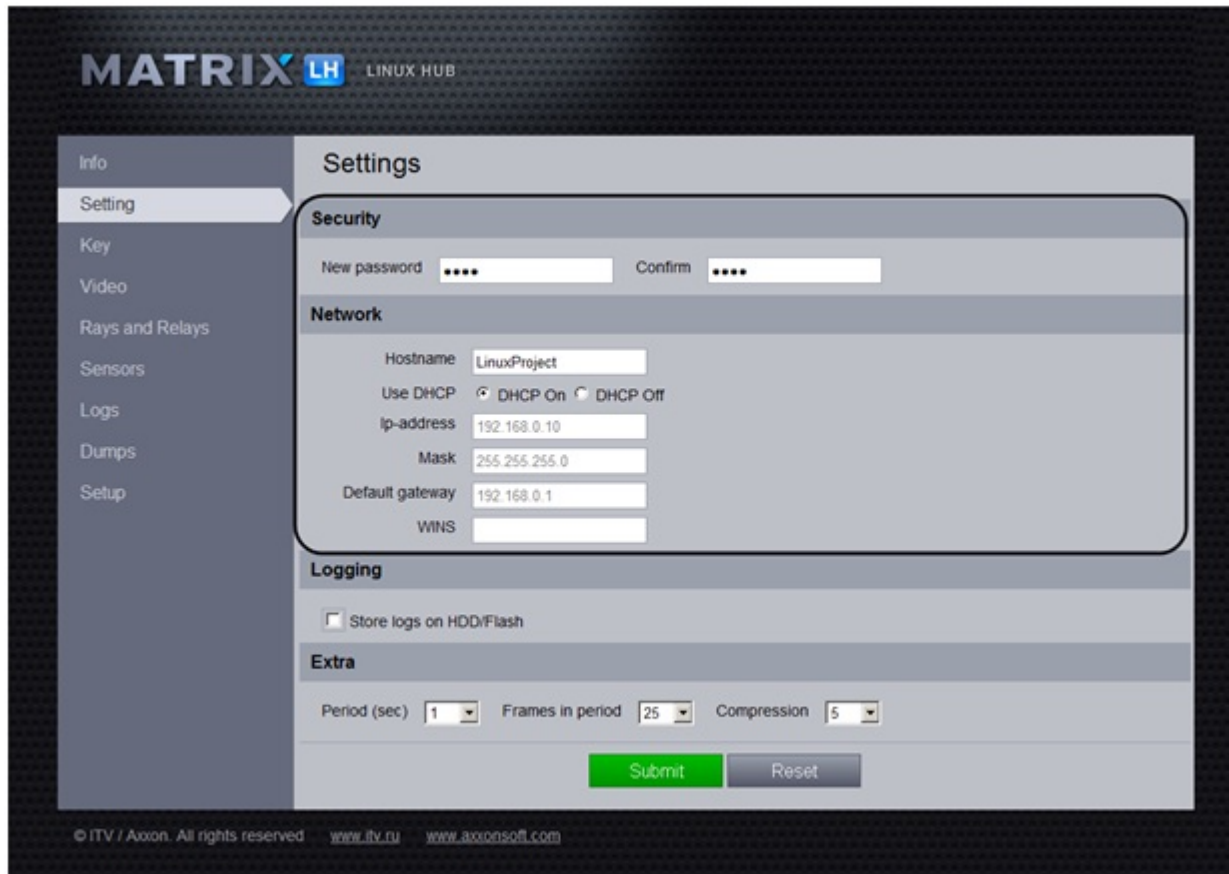 MATRIX LH LINUX HUB
Info
Setting
Key
Video
Rays and Relays
Sensors
Logs
Dumps
Setup
Settings
Security
New password •••• Confirm ••••
Network
Hostname LinuxProject
Use DHCP DHCP On DHCP Off
Ip-address 192.168.0.10
Mask 255.255.255.0
Default gateway 192.168.0.1
WINS
Logging
Store logs on HDD/Flash
Extra
Period (sec) 1 Frames in period 25 Compression 5
Submit Reset
© ITV / Axxon. All rights reserved www.itv.ru www.axxonsoft.com